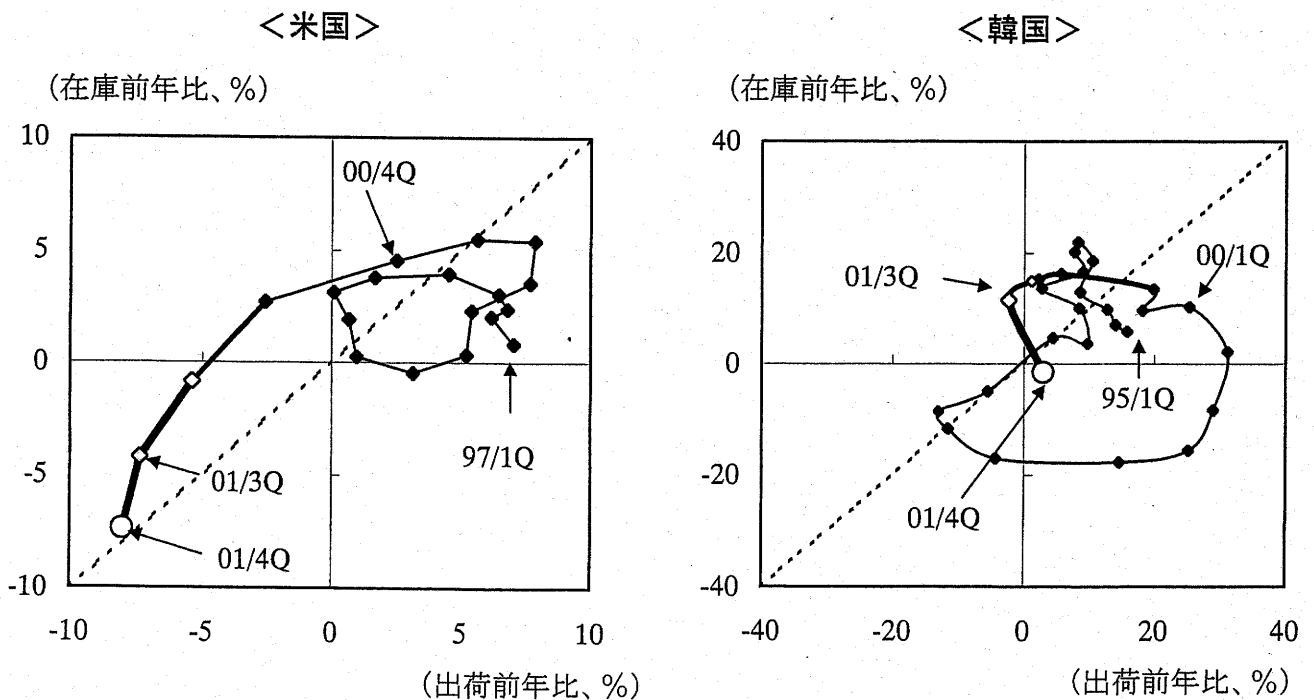 ＜米国＞
（在庫前年比、％）
10
5
0
-5
-10
-10
-5
0
5
10
00/4Q
97/1Q
01/3Q
01/4Q
（出荷前年比、％）
＜韓国＞
（在庫前年比、％）
40
20
0
-20
-40
-40
-20
0
20
40
01/3Q
00/1Q
95/1Q
01/4Q
（出荷前年比、％）